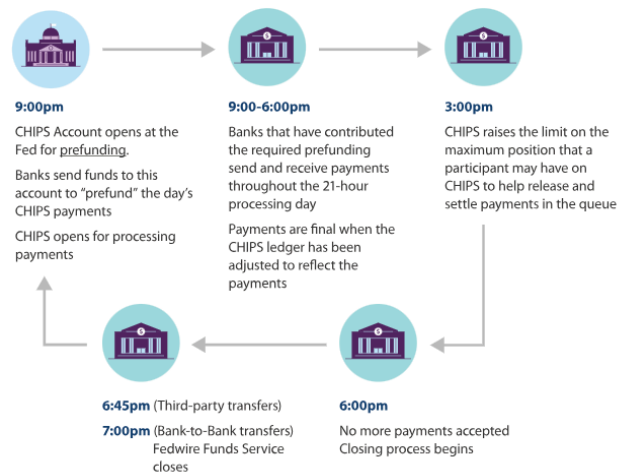 9:00pm
CHIPS Account opens at the
Fed for prefunding.
Banks send funds to this
account to “prefund” the day’s
CHIPS payments
CHIPS opens for processing
payments
9:00-6:00pm
Banks that have contributed
the required prefunding
send and receive payments
throughout the 21-hour
processing day
Payments are final when the
CHIPS ledger has been
adjusted to reflect the
payments
3:00pm
CHIPS raises the limit on the
maximum position that a
participant may have on
CHIPS to help release and
settle payments in the queue
6:00pm
No more payments accepted
Closing process begins
6:45pm (Third-party transfers)
7:00pm (Bank-to-Bank transfers)
Fedwire Funds Service
closes